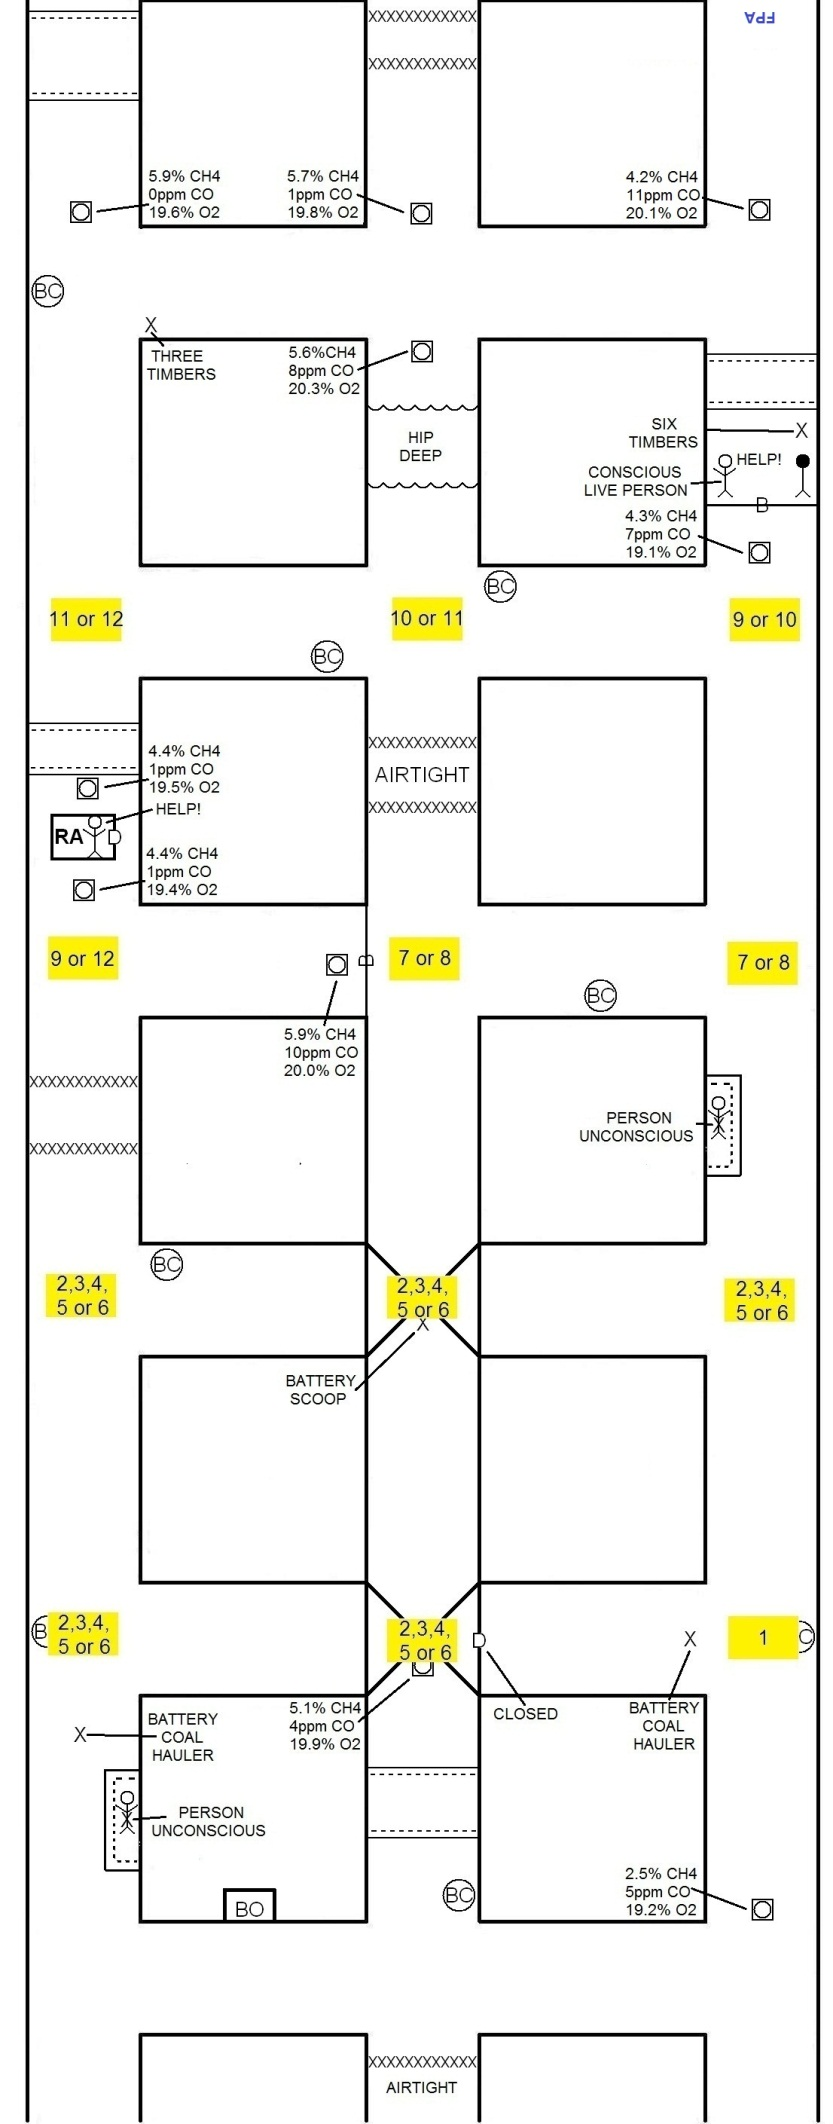 XXXXXXXXXXXX
FPA
XXXXXXXXXXXX
5.9% CH4
0ppm CO
19.6% O2
5.7% CH4
1ppm CO
19.8% O2
4.2% CH4
11ppm CO
20.1% O2
BC
X
THREE
TIMBERS
5.6%CH4
8ppm CO
20.3% O2
HIP
DEEP
SIX
TIMBERS
X
HELP!
CONSCIOUS
LIVE PERSON
B
4.3% CH4
7ppm CO
19.1% O2
BC
11 or 12
10 or 11
9 or 10
BC
XXXXXXXXXXXX
AIRTIGHT
XXXXXXXXXXXX
4.4% CH4
1ppm CO
19.5% O2
HELP!
RA
D
4.4% CH4
1ppm CO
19.4% O2
9 or 12
B
7 or 8
7 or 8
BC
5.9% CH4
10ppm CO
20.0% O2
XXXXXXXXXXXX
XXXXXXXXXXXX
PERSON
UNCONSCIOUS
BC
2,3,4,
5 or 6
2,3,4,
5 or 6
2,3,4,
5 or 6
X
BATTERY
SCOOP
B
2,3,4,
5 or 6
2,3,4,
5 or 6
D
X
1
C
CLOSED
X
BATTERY
COAL
HAULER
5.1% CH4
4ppm CO
19.9% O2
BATTERY
COAL
HAULER
PERSON
UNCONSCIOUS
BO
BC
2.5% CH4
5ppm CO
19.2% O2
XXXXXXXXXXXX
AIRTIGHT